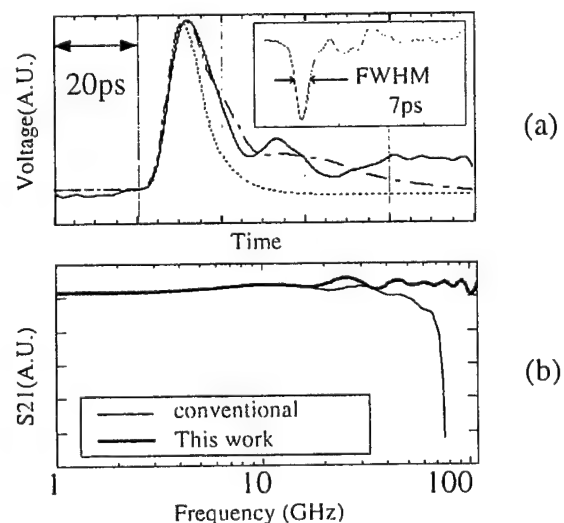 20ps
FWHM
7ps
(a)
Voltage(A.U.)
Time
(b)
S21(A.U.)
conventional
This work
1
10
100
Frequency (GHz)